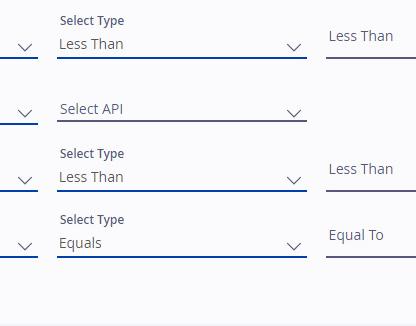 Select Type
Less Than
Less Than
Select API
Select Type
Less Than
Less Than
Select Type
Equals
Equal To